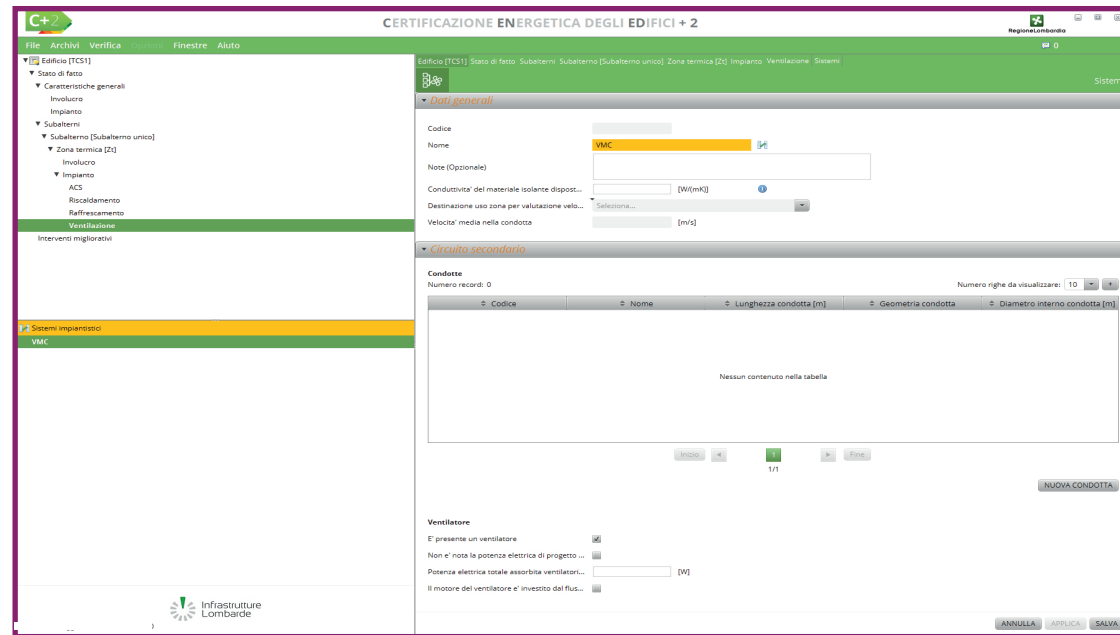 C+2
CERTIFICAZIONE ENERGETICA DEGLI EDIFICI + 2
RegioneLombardia
File Archivi Verifica Opzioni Finestre Aiuto
0
Edificio [TCS1]
Stato di fatto
Caratteristiche generali
Involucro
Impianto
Subalterni
Subalterno [Subalterno unico]
Zona termica [Zt]
Involucro
Impianto
ACS
Riscaldamento
Raffrescamento
Ventilazione
Interventi migliorativi
Sistemi impiantistici
VMC
Infrastrutture
Lombarde
Edificio [TCS1] Stato di fatto Subalterni Subalterno [Subalterno unico] Zona termica [Zt] Impianto Ventilazione Sistemi
Sistem
Dati generali
Codice
Nome VMC
Note (Opzionale)
Conduttivita' del materiale isolante dispost... [W/(mK)]
Destinazione uso zona per valutazione velo... Seleziona...
Velocita' media nella condotta [m/s]
Circuito secondario
Condotte
Numero record: 0 Numero righe da visualizzare: 10 +
Codice Nome Lunghezza condotta [m] Geometria condotta Diametro interno condotta [m]
Nessun contenuto nella tabella
Inizio 1 Fine
1/1
NUOVA CONDOTTA
Ventilatore
E' presente un ventilatore
Non e' nota la potenza elettrica di progetto ...
Potenza elettrica totale assorbita ventilatori... [W]
Il motore del ventilatore e' investito dal flus...
ANNULLA APPLICA SALVA